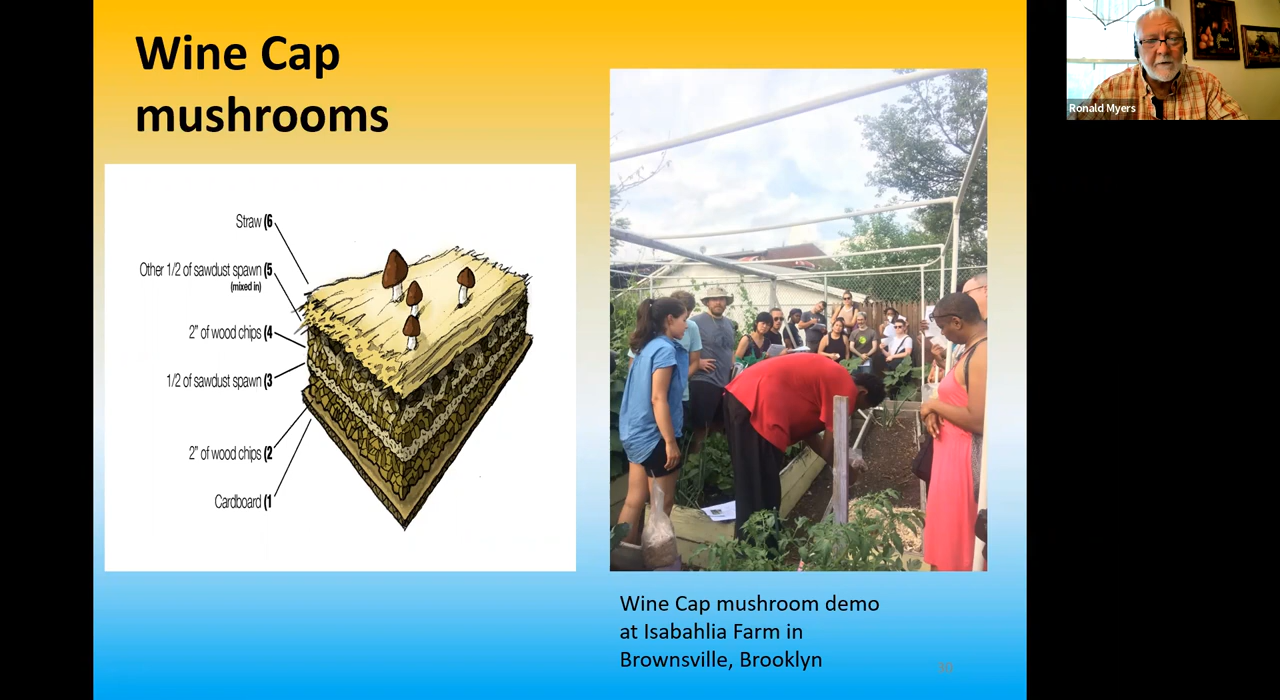 Wine Cap
mushrooms
Straw (6
Other 1/2 of sawdust spawn (5
(mixed in)
2" of wood chips (4
1/2 of sawdust spawn (3
2" of wood chips (2
Cardboard (1
Wine Cap mushroom demo
at Isabahlia Farm in
Brownsville, Brooklyn
Ronald Myers